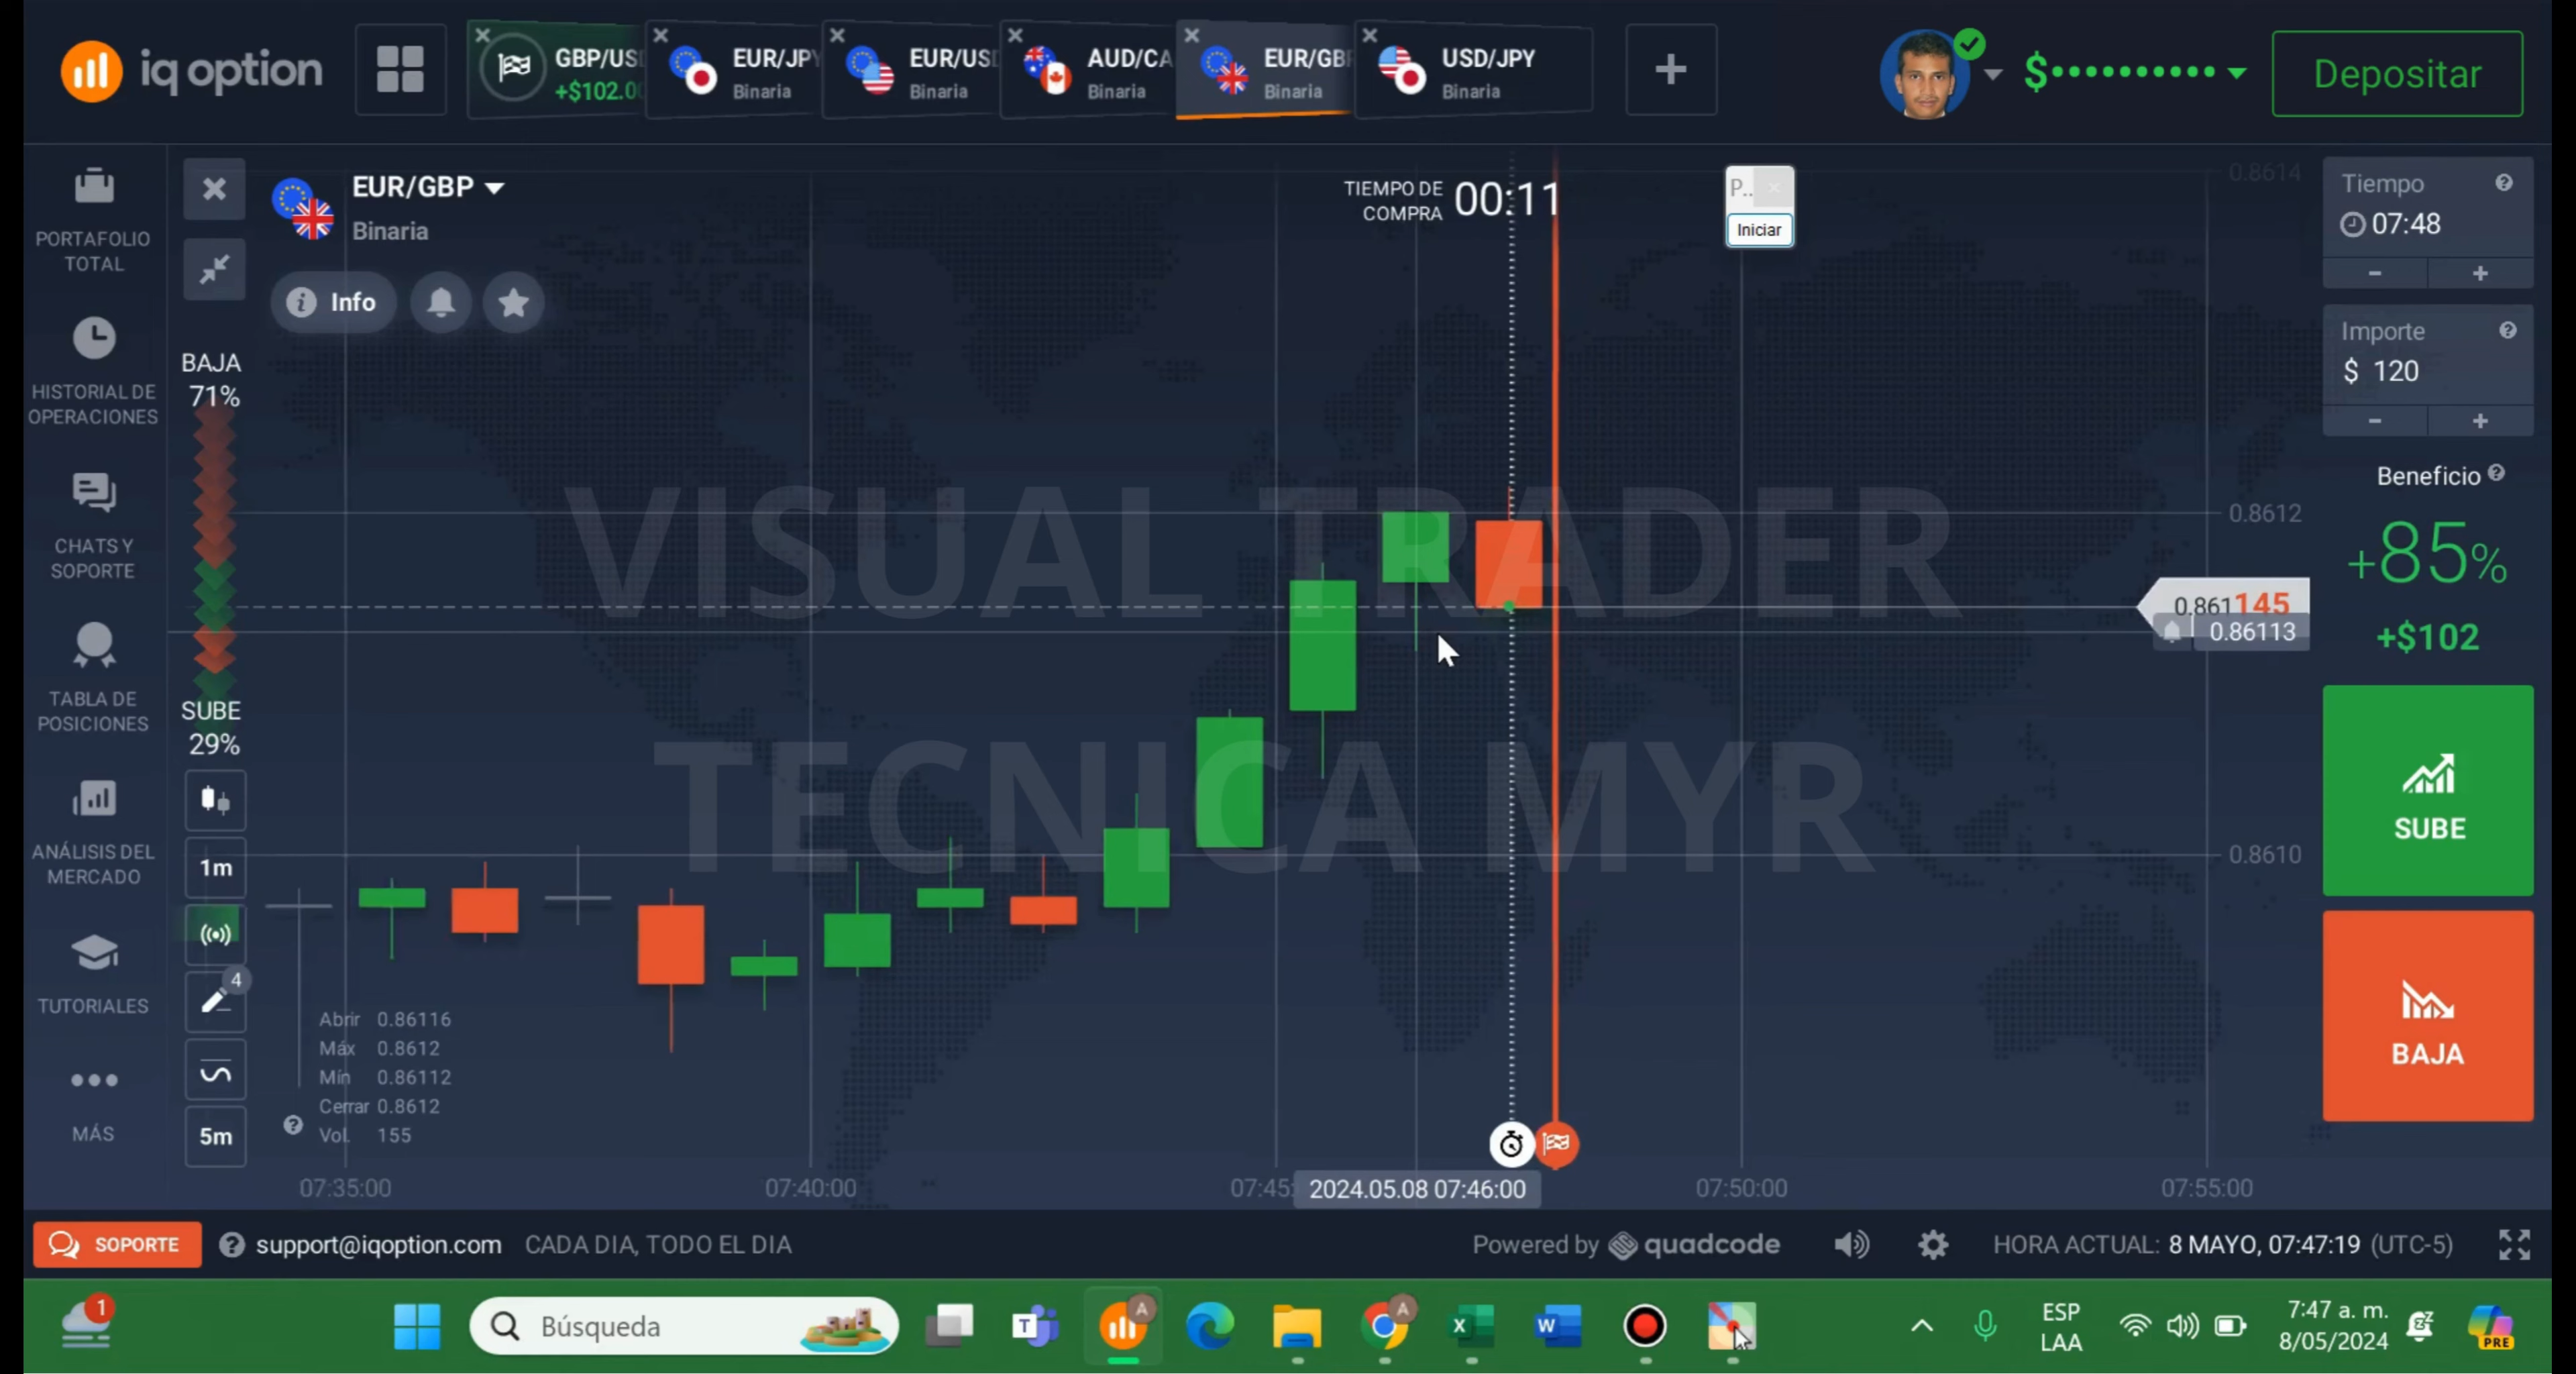 iq option
GBP/US
+$102.0
EUR/JP
Binaria
EUR/US
Binaria
AUD/CA
Binaria
EUR/GB
Binaria
USD/JPY
Binaria
$
Depositar
PORTAFOLIO
TOTAL
HISTORIAL DE
OPERACIONES
CHATS Y
SOPORTE
TABLA DE
POSICIONES
ANÁLISIS DEL
MERCADO
TUTORIALES
MÁS
EUR/GBP
Binaria
Info
BAJA
71%
SUBE
29%
1m
4
5m
TIEMPO DE
COMPRA
00:11
P..
Iniciar
VISUAL TRADER
TECNICA MYR
Abrir 0.86116
Máx 0.8612
Mín 0.86112
Cerrar 0.8612
Vol. 155
0.8614
0.8612
0.861145
0.86113
0.8610
07:35:00
07:40:00
07:45:
2024.05.08 07:46:00
07:50:00
07:55:00
Tiempo
07:48
- +
Importe
$ 120
- +
Beneficio
+85%
+$102
SUBE
BAJA
SOPORTE
support@iqoption.com
CADA DIA, TODO EL DIA
Powered by quadcode
HORA ACTUAL: 8 MAYO, 07:47:19 (UTC-5)
1
Búsqueda
T
A
A
X
W
ESP
LAA
7:47 a. m.
8/05/2024
PRE